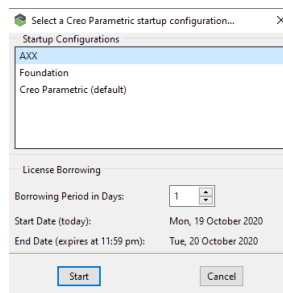 Select a Creo Parametric startup configuration...
Startup Configurations
AXX
Foundation
Creo Parametric (default)
License Borrowing
Borrowing Period in Days: 1
Start Date (today): Mon, 19 October 2020
End Date (expires at 11:59 pm): Tue, 20 October 2020
Start Cancel